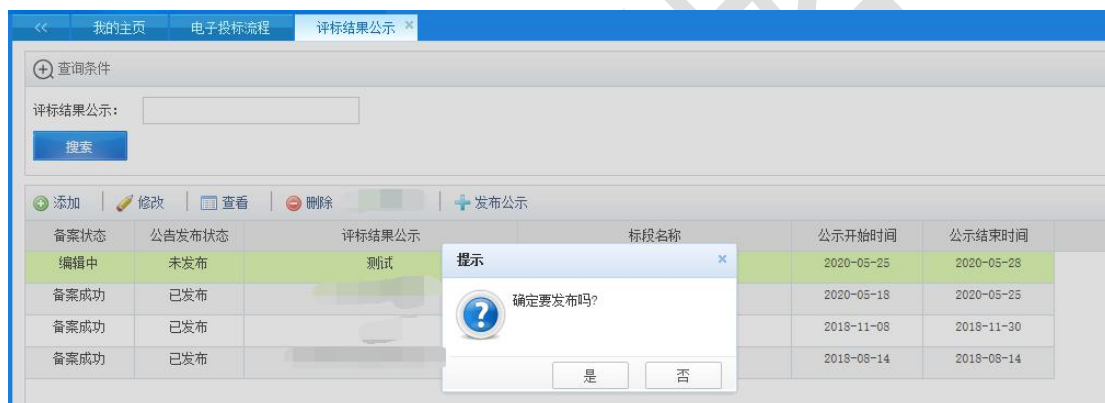 << 我的主页 电子投标流程 评标结果公示 ×
查询条件
评标结果公示：
搜索
添加 修改 查看 删除 发布公示
备案状态 公告发布状态 评标结果公示 标段名称 公示开始时间 公示结束时间
编辑中 未发布 测试 2020-05-25 2020-05-28
备案成功 已发布 2020-05-18 2020-05-25
备案成功 已发布 2018-11-08 2018-11-30
备案成功 已发布 2018-08-14 2018-08-14
提示 ×
确定要发布吗?
是 否